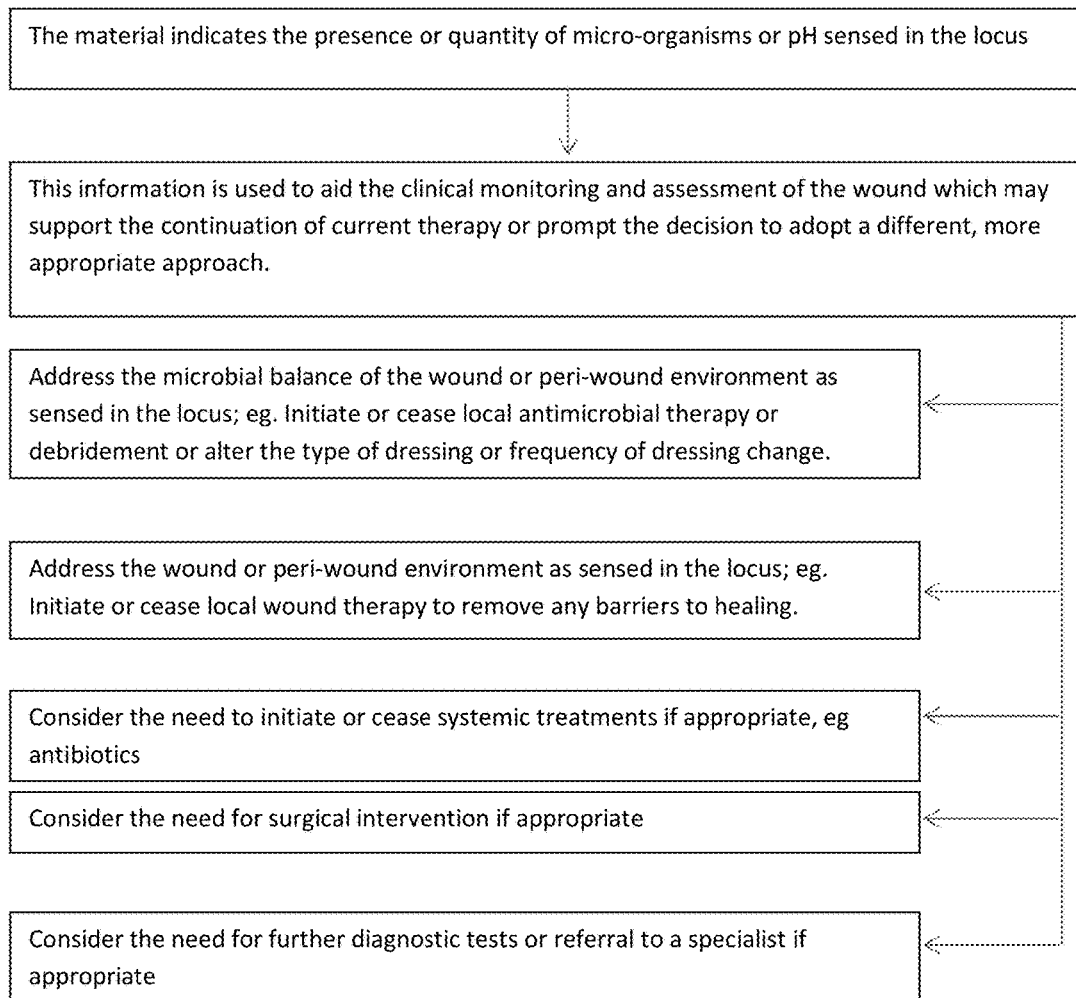 The material indicates the presence or quantity of micro-organisms or pH sensed in the locus
This information is used to aid the clinical monitoring and assessment of the wound which may
support the continuation of current therapy or prompt the decision to adopt a different, more
appropriate approach.
Address the microbial balance of the wound or peri-wound environment as
sensed in the locus; eg. Initiate or cease local antimicrobial therapy or
debridement or alter the type of dressing or frequency of dressing change.
Address the wound or peri-wound environment as sensed in the locus; eg.
Initiate or cease local wound therapy to remove any barriers to healing.
Consider the need to initiate or cease systemic treatments if appropriate, eg
antibiotics
Consider the need for surgical intervention if appropriate
Consider the need for further diagnostic tests or referral to a specialist if
appropriate